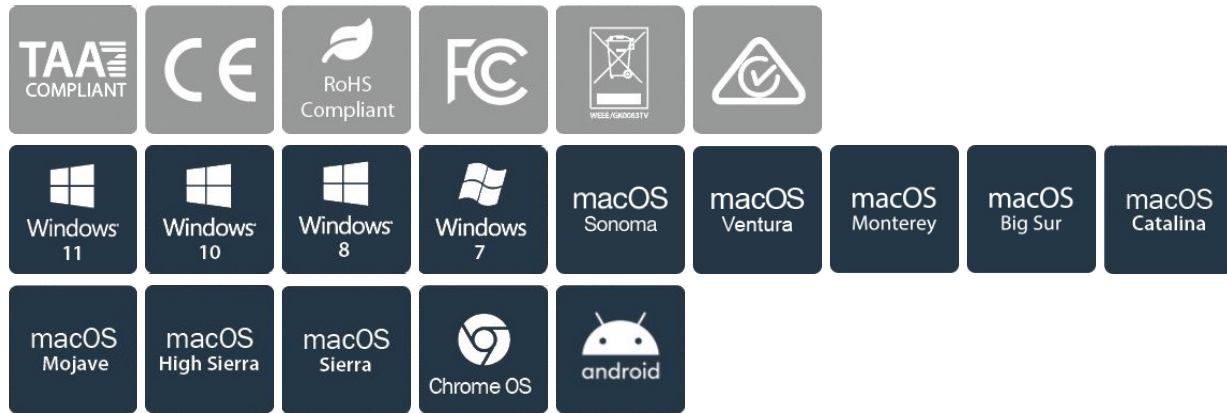 TAA
COMPLIANT
CE
RoHS
Compliant
FC
WEEE/GK0063TV
Windows
11
Windows
10
Windows
8
Windows
7
macOS
Sonoma
macOS
Ventura
macOS
Monterey
macOS
Big Sur
macOS
Catalina
macOS
Mojave
macOS
High Sierra
macOS
Sierra
Chrome OS
android